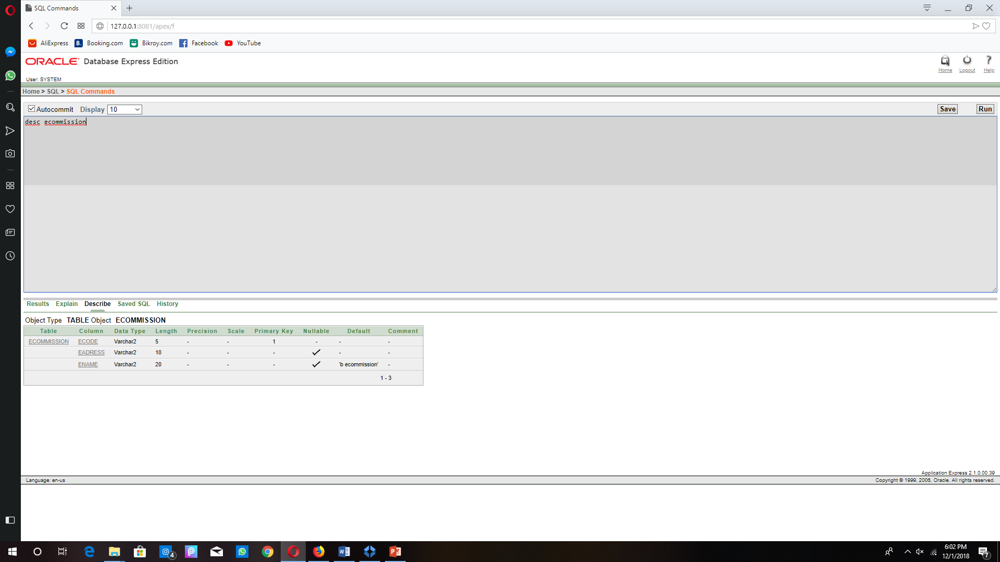 SQL Commands
127.0.0.1:8081/apex/f
AliExpress B. Booking.com Bikroy.com Facebook YouTube
ORACLE Database Express Edition
Home Logout Help
User: SYSTEM
Home > SQL > SQL Commands
Autocommit Display 10 Save Run
desc ecommission
Results Explain Describe Saved SQL History
Object Type TABLE Object ECOMMISSION
Table Column Data Type Length Precision Scale Primary Key Nullable Default Comment
ECOMMISSION ECODE Varchar2 5 - - 1 - - -
EADRESS Varchar2 10 - - - - -
ENAME Varchar2 20 - - - 'b ecommission' -
1 - 3
Application Express 2.1.0.00.39
Language: en-us Copyright © 1999, 2006, Oracle. All rights reserved.
4
6:02 PM
12/1/2018
7